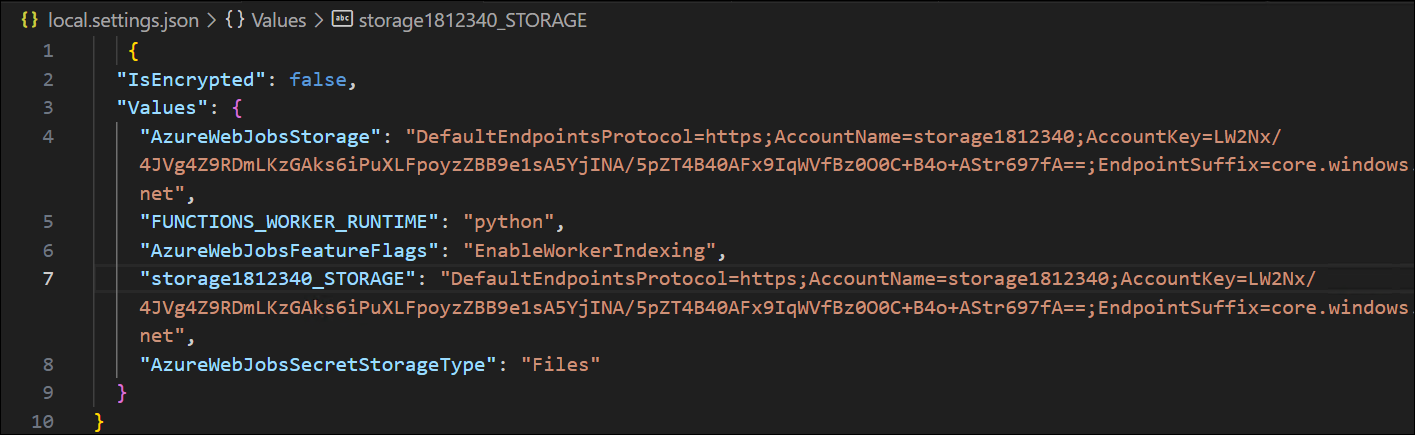 {} local.settings.json > {} Values > abc storage1812340_STORAGE
1 {
2 "IsEncrypted": false,
3 "Values": {
4 "AzureWebJobsStorage": "DefaultEndpointsProtocol=https;AccountName=storage1812340;AccountKey=LW2Nx/
4JVg4Z9RDmLKzGAks6iPuXLFpoyzZBB9e1sA5YjINA/5pZT4B40AFx9IqWVfBz0O0C+B4o+AStr697fA==;EndpointSuffix=core.windows.
net",
5 "FUNCTIONS_WORKER_RUNTIME": "python",
6 "AzureWebJobsFeatureFlags": "EnableWorkerIndexing",
7 "storage1812340_STORAGE": "DefaultEndpointsProtocol=https;AccountName=storage1812340;AccountKey=LW2Nx/
4JVg4Z9RDmLKzGAks6iPuXLFpoyzZBB9e1sA5YjINA/5pZT4B40AFx9IqWVfBz0O0C+B4o+AStr697fA==;EndpointSuffix=core.windows.
net",
8 "AzureWebJobsSecretStorageType": "Files"
9 }
10 }